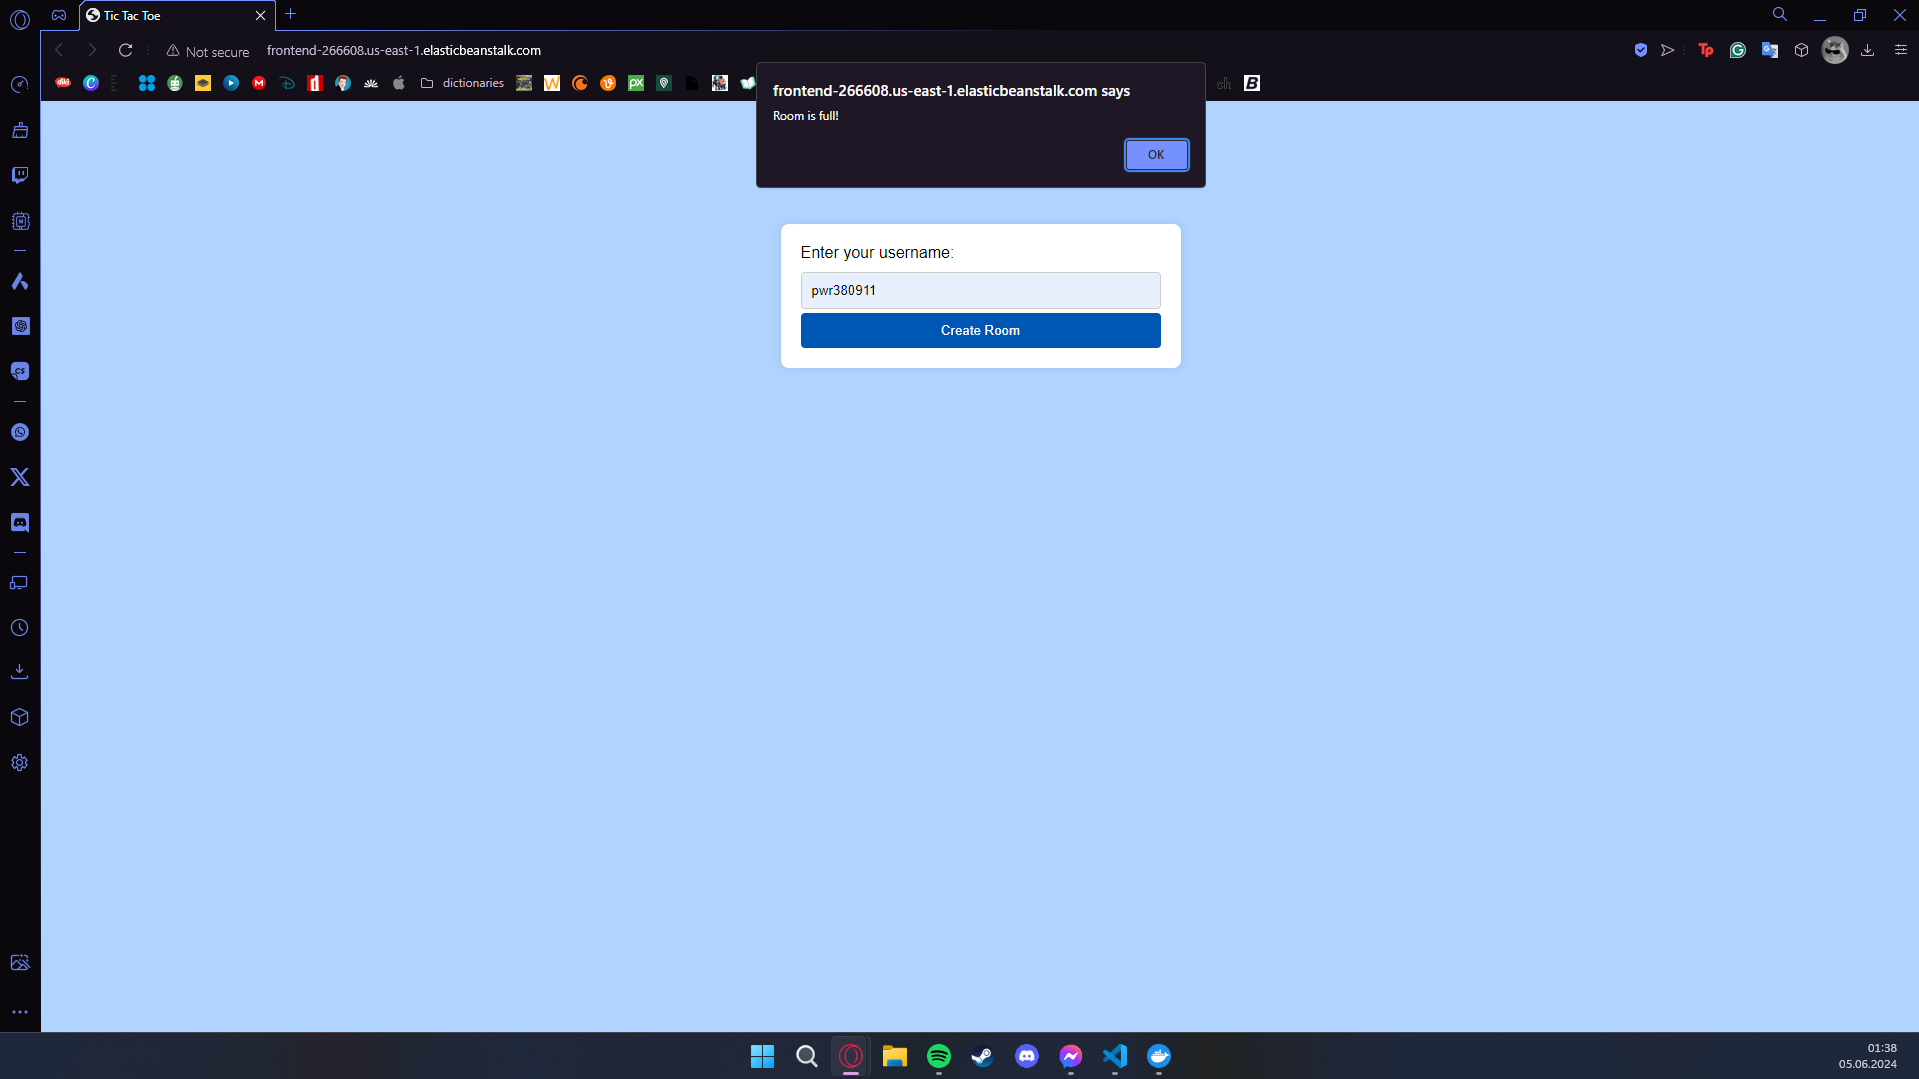 Tic Tac Toe
Not secure
frontend-266608.us-east-1.elasticbeanstalk.com
dictionaries
frontend-266608.us-east-1.elasticbeanstalk.com says
Room is full!
OK
Enter your username:
pwr380911
Create Room
01:38
05.06.2024